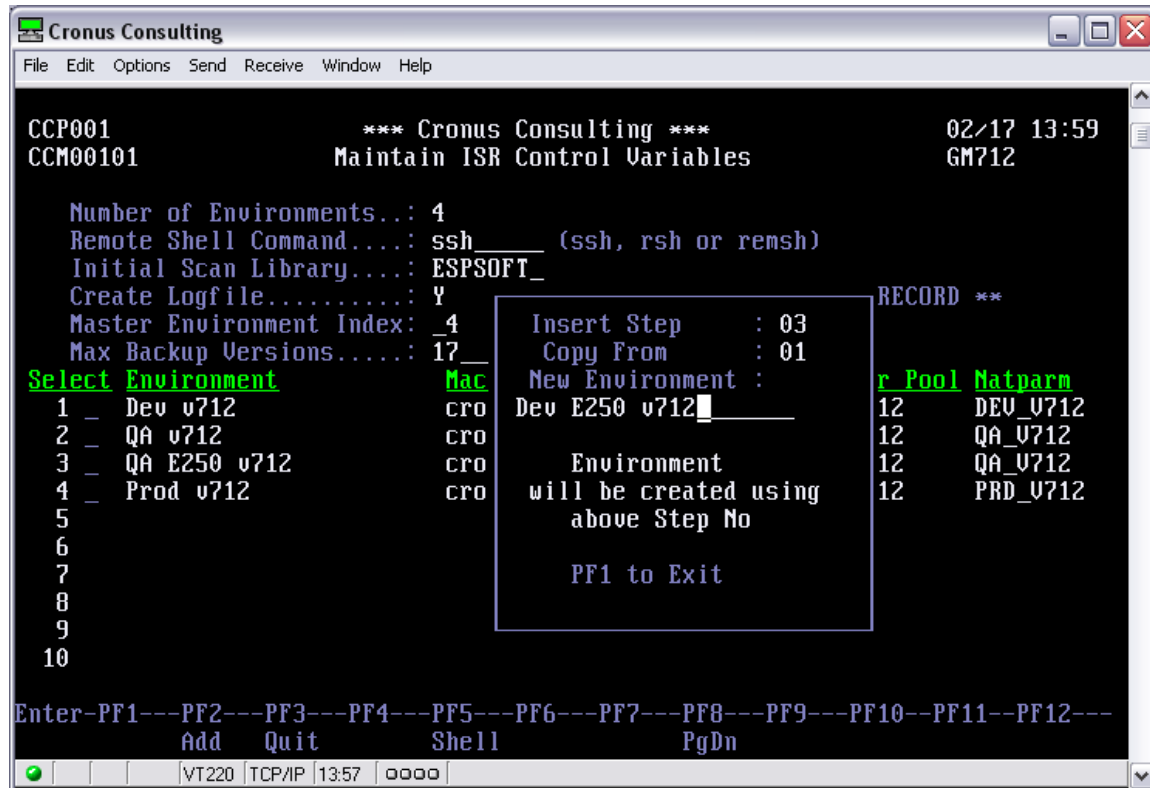 Cronus Consulting
File Edit Options Send Receive Window Help
CCP001 *** Cronus Consulting *** 02/17 13:59
CCM00101 Maintain ISR Control Variables GM712
Number of Environments..: 4
Remote Shell Command....: ssh_____ (ssh, rsh or remsh)
Initial Scan Library....: ESPSOFT_
Create Logfile..........: Y RECORD **
Master Environment Index: _4 Insert Step : 03
Max Backup Versions.....: 17__ Copy From : 01
Select Environment Mac New Environment : r Pool Natparm
1 _ Dev v712 cro Dev E250 v712_______ 12 DEV_V712
2 _ QA v712 cro 12 QA_V712
3 _ QA E250 v712 cro Environment 12 QA_V712
4 _ Prod v712 cro will be created using 12 PRD_V712
5 above Step No
6
7 PF1 to Exit
8
9
10
Enter-PF1---PF2---PF3---PF4---PF5---PF6---PF7---PF8---PF9---PF10--PF11--PF12---
Add Quit Shell PgDn
VT220 TCP/IP 13:57